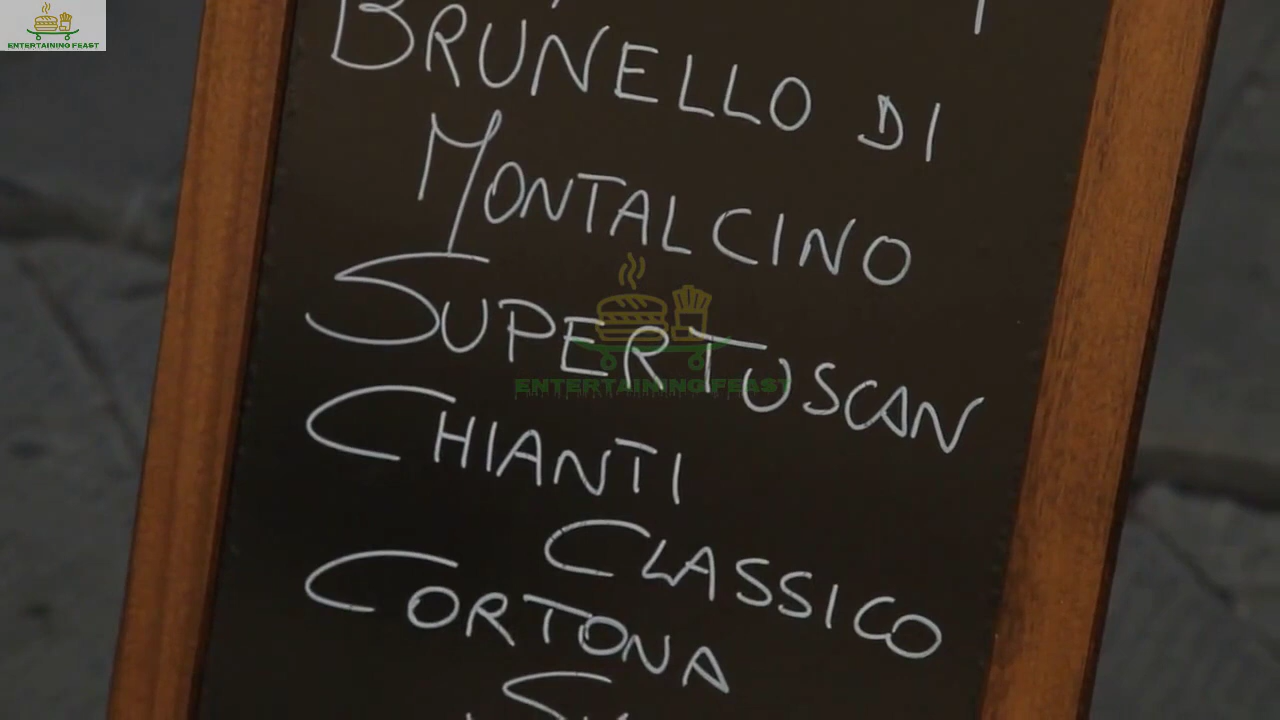 ENTERTAINING FEAST
BRUNELLO DI
MONTALCINO
SUPERTUSCAN
ENTERTAINING FEAST
CHIANTI
CLASSICO
CORTONA